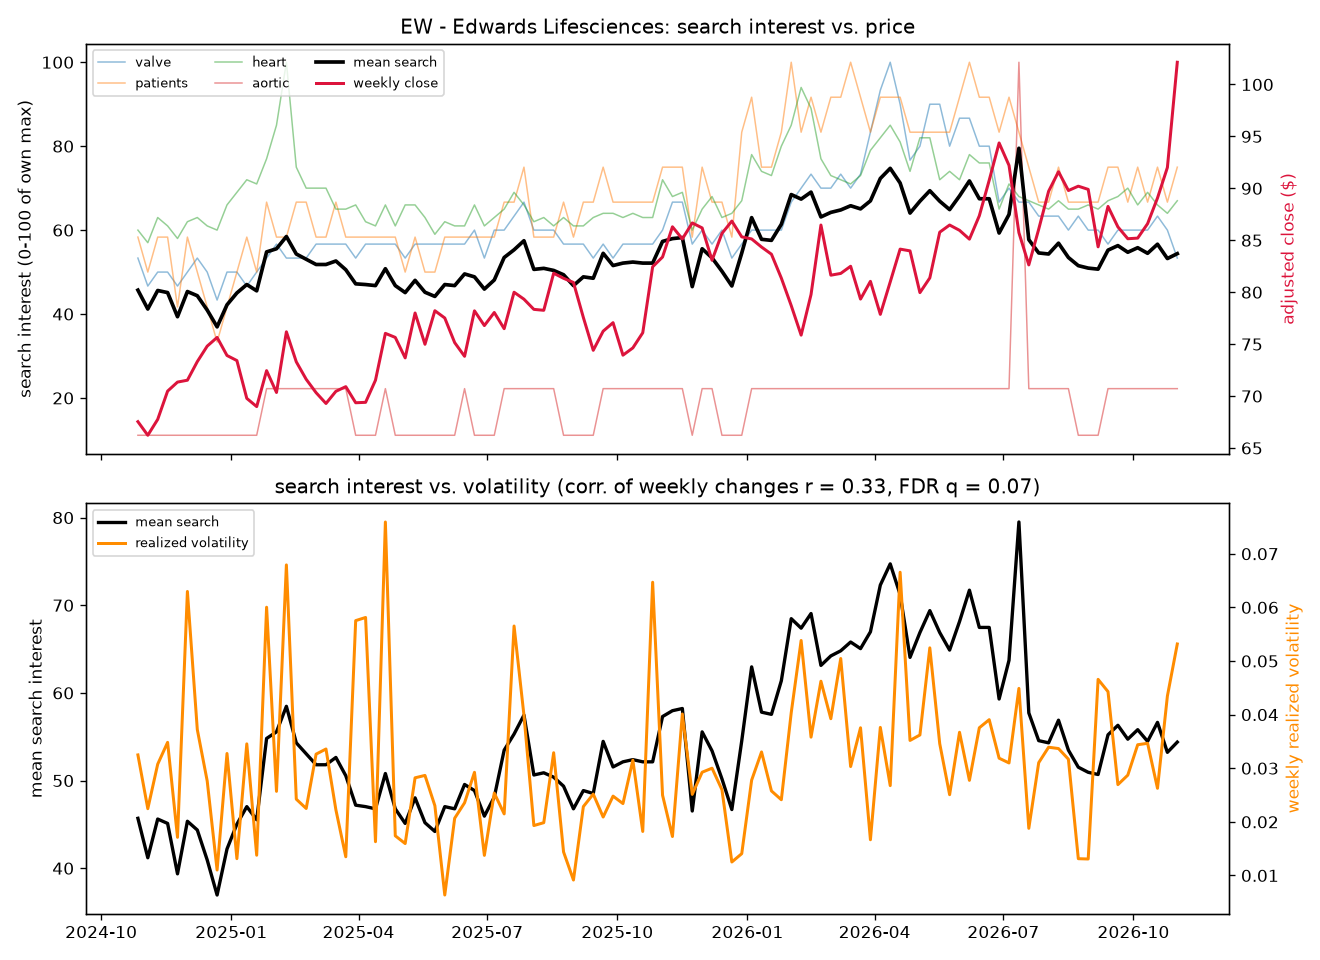 EW - Edwards Lifesciences: search interest vs. price
valve
patients
heart
aortic
mean search
weekly close
search interest (0-100 of own max)
100
80
60
40
20
adjusted close ($)
100
95
90
85
80
75
70
65
search interest vs. volatility (corr. of weekly changes r = 0.33, FDR q = 0.07)
mean search
realized volatility
mean search interest
80
70
60
50
40
weekly realized volatility
0.07
0.06
0.05
0.04
0.03
0.02
0.01
2024-10 2025-01 2025-04 2025-07 2025-10 2026-01 2026-04 2026-07 2026-10